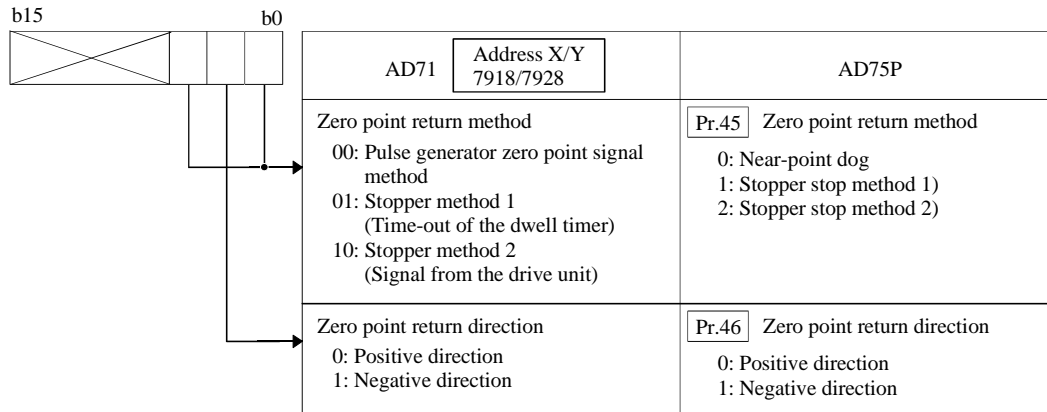 b15 b0
AD71 Address X/Y
7918/7928
AD75P
Zero point return method
00: Pulse generator zero point signal
method
01: Stopper method 1
(Time-out of the dwell timer)
10: Stopper method 2
(Signal from the drive unit)
Pr.45 Zero point return method
0: Near-point dog
1: Stopper stop method 1)
2: Stopper stop method 2)
Zero point return direction
0: Positive direction
1: Negative direction
Pr.46 Zero point return direction
0: Positive direction
1: Negative direction